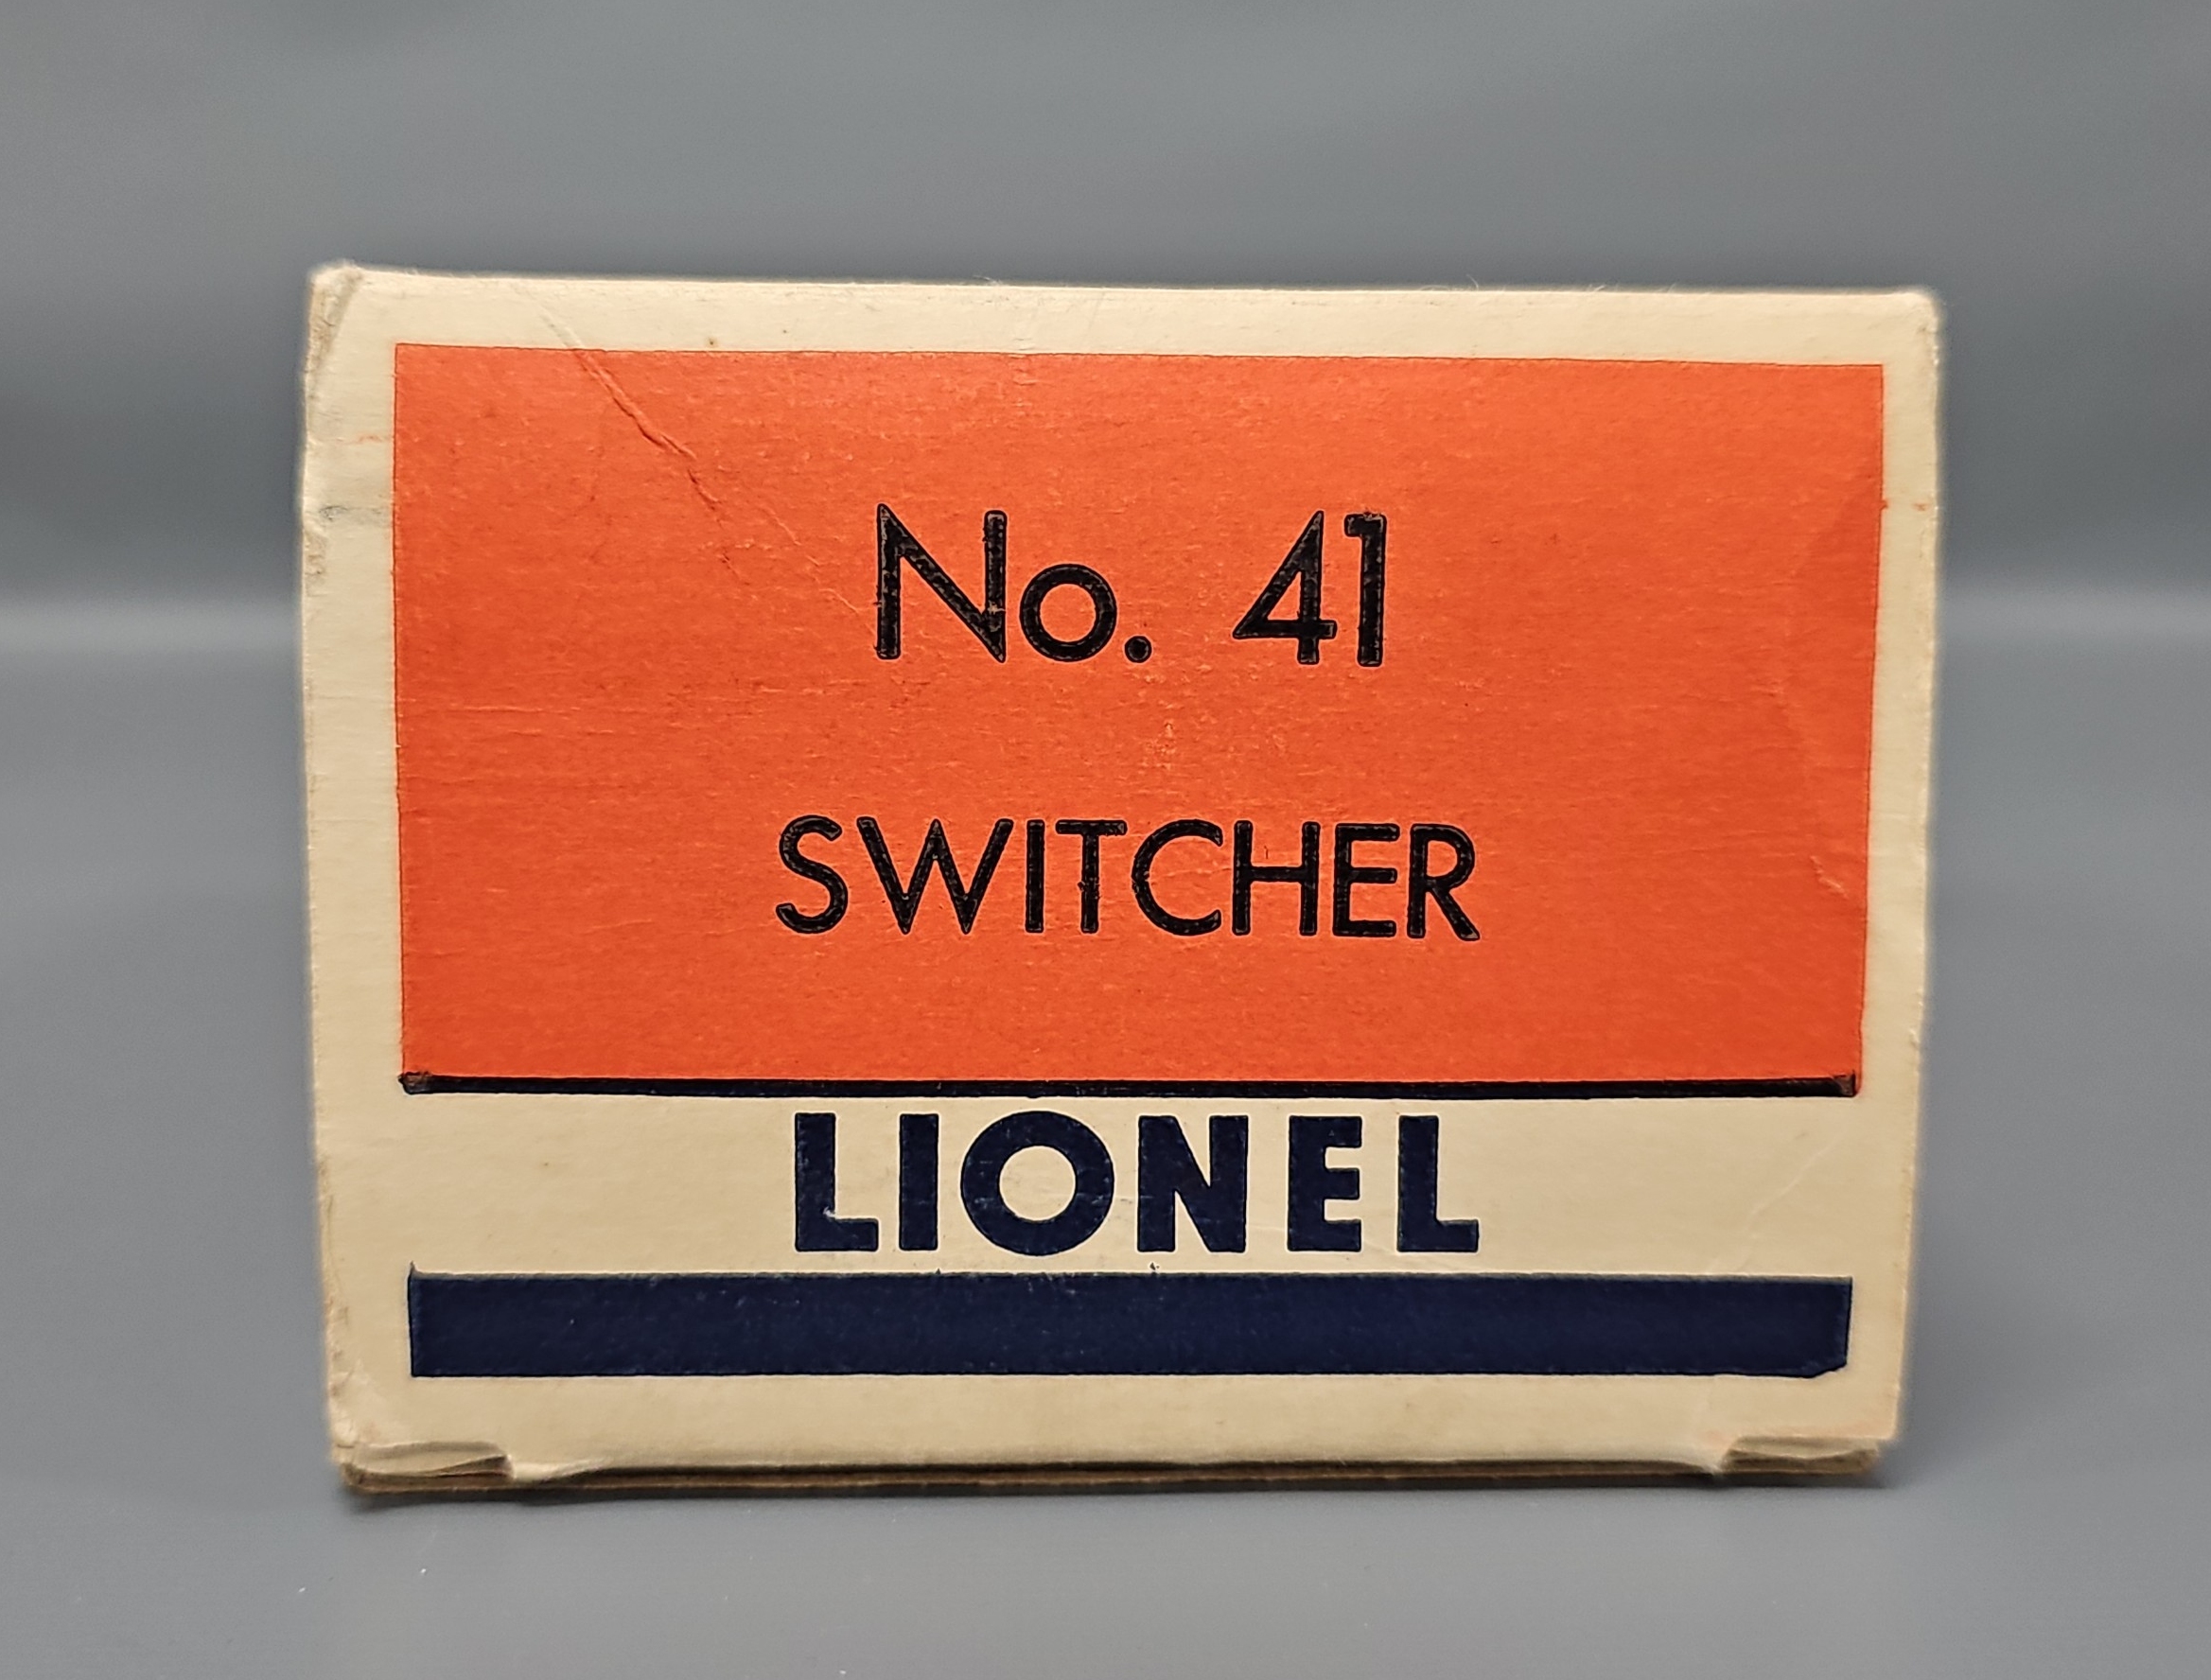 No. 41
SWITCHER
LIONEL